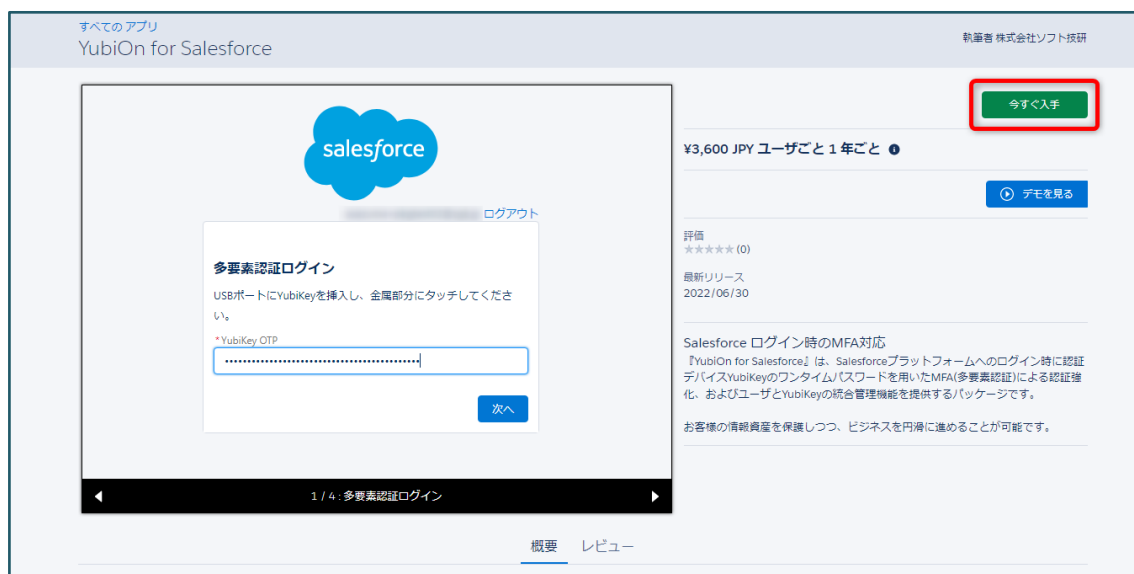 すべての アプリ
YubiOn for Salesforce
執筆者 株式会社ソフト技研
今すぐ入手
salesforce
¥3,600 JPY ユーザごと 1 年ごと
デモを見る
ログアウト
多要素認証ログイン
USBポートにYubiKeyを挿入し、金属部分にタッチしてくださ
い。
*YubiKey OTP
次へ
評価
(0)
最新リリース
2022/06/30
Salesforce ログイン時のMFA対応
『YubiOn for Salesforce』は、Salesforceプラットフォームへのログイン時に認証
デバイスYubiKeyのワンタイムパスワードを用いたMFA(多要素認証)による認証強
化、およびユーザとYubiKeyの統合管理機能を提供するパッケージです。
お客様の情報資産を保護しつつ、ビジネスを円滑に進めることが可能です。
1 / 4 : 多要素認証ログイン
概要 レビュー